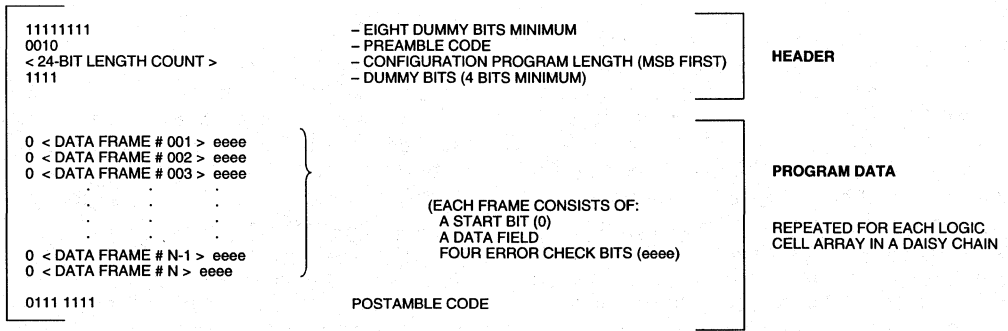 11111111 – EIGHT DUMMY BITS MINIMUM
0010 – PREAMBLE CODE
< 24-BIT LENGTH COUNT > – CONFIGURATION PROGRAM LENGTH (MSB FIRST)
1111 – DUMMY BITS (4 BITS MINIMUM)
HEADER
0 < DATA FRAME # 001 > eeee
0 < DATA FRAME # 002 > eeee
0 < DATA FRAME # 003 > eeee
. . .
. . .
. . .
. . .
0 < DATA FRAME # N-1 > eeee
0 < DATA FRAME # N > eeee
(EACH FRAME CONSISTS OF:
A START BIT (0)
A DATA FIELD
FOUR ERROR CHECK BITS (eeee)
0111 1111 POSTAMBLE CODE
PROGRAM DATA
REPEATED FOR EACH LOGIC
CELL ARRAY IN A DAISY CHAIN